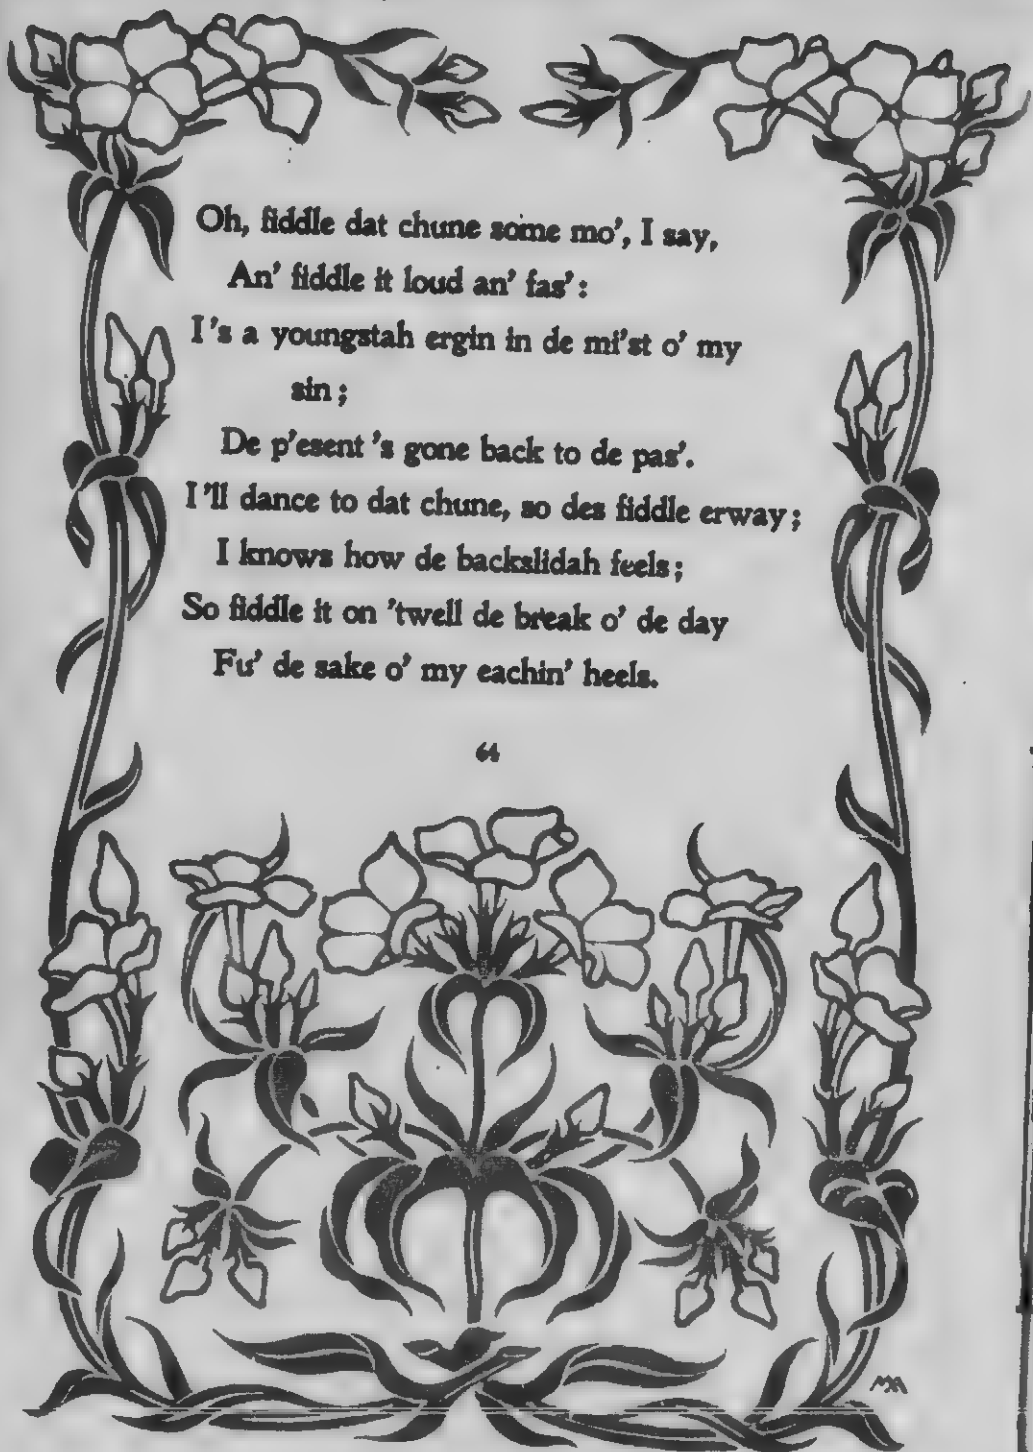 Oh, fiddle dat chune some mo', I say,
An' fiddle it loud an' fas':
I 's a youngstah ergin in de mi'st o' my
sin;
De p'esent 's gone back to de pas'.
I 'll dance to dat chune, so des fiddle erway;
I knows how de backslidah feels;
So fiddle it on 'twell de break o' de day
Fu' de sake o' my eachin' heels.
64